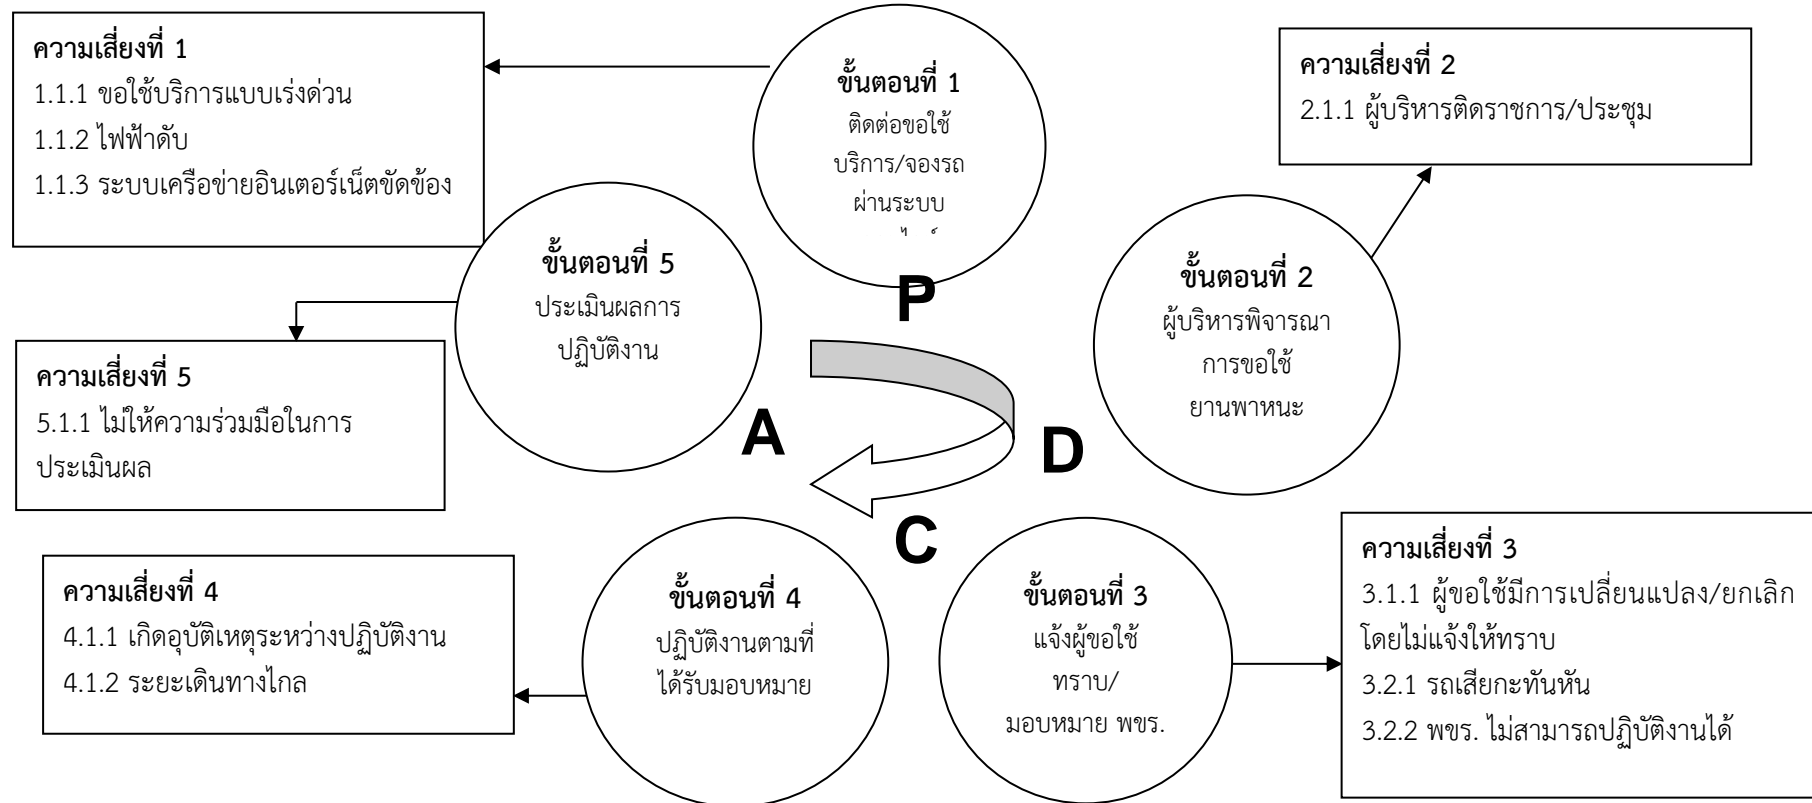 ความเสี่ยงที่ 1
1.1.1 ขอใช้บริการแบบเร่งด่วน
1.1.2 ไฟฟ้าดับ
1.1.3 ระบบเครือข่ายอินเตอร์เน็ตขัดข้อง
ขั้นตอนที่ 1
ติดต่อขอใช้
บริการ/จองรถ
ผ่านระบบ
ความเสี่ยงที่ 2
2.1.1 ผู้บริหารติดราชการ/ประชุม
ขั้นตอนที่ 5
ประเมินผลการ
ปฏิบัติงาน
P
ขั้นตอนที่ 2
ผู้บริหารพิจารณา
การขอใช้
ยานพาหนะ
ความเสี่ยงที่ 5
5.1.1 ไม่ให้ความร่วมมือในการ
ประเมินผล
A
D
C
ความเสี่ยงที่ 4
4.1.1 เกิดอุบัติเหตุระหว่างปฏิบัติงาน
4.1.2 ระยะเดินทางไกล
ขั้นตอนที่ 4
ปฏิบัติงานตามที่
ได้รับมอบหมาย
ขั้นตอนที่ 3
แจ้งผู้ขอใช้
ทราบ/
มอบหมาย พขร.
ความเสี่ยงที่ 3
3.1.1 ผู้ขอใช้มีการเปลี่ยนแปลง/ยกเลิก
โดยไม่แจ้งให้ทราบ
3.2.1 รถเสียกะทันหัน
3.2.2 พขร. ไม่สามารถปฏิบัติงานได้